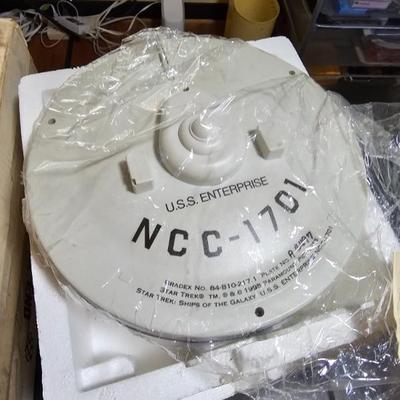 U.S.S. ENTERPRISE
NCC-1701
BRADEX NO. 84-B10-217.1 PLATE NO.
STAR TREK® TM, ® & © 1998 PARAMOUNT
STAR TREK: SHIPS OF THE GALAXY U.S.S. ENTERPRISE